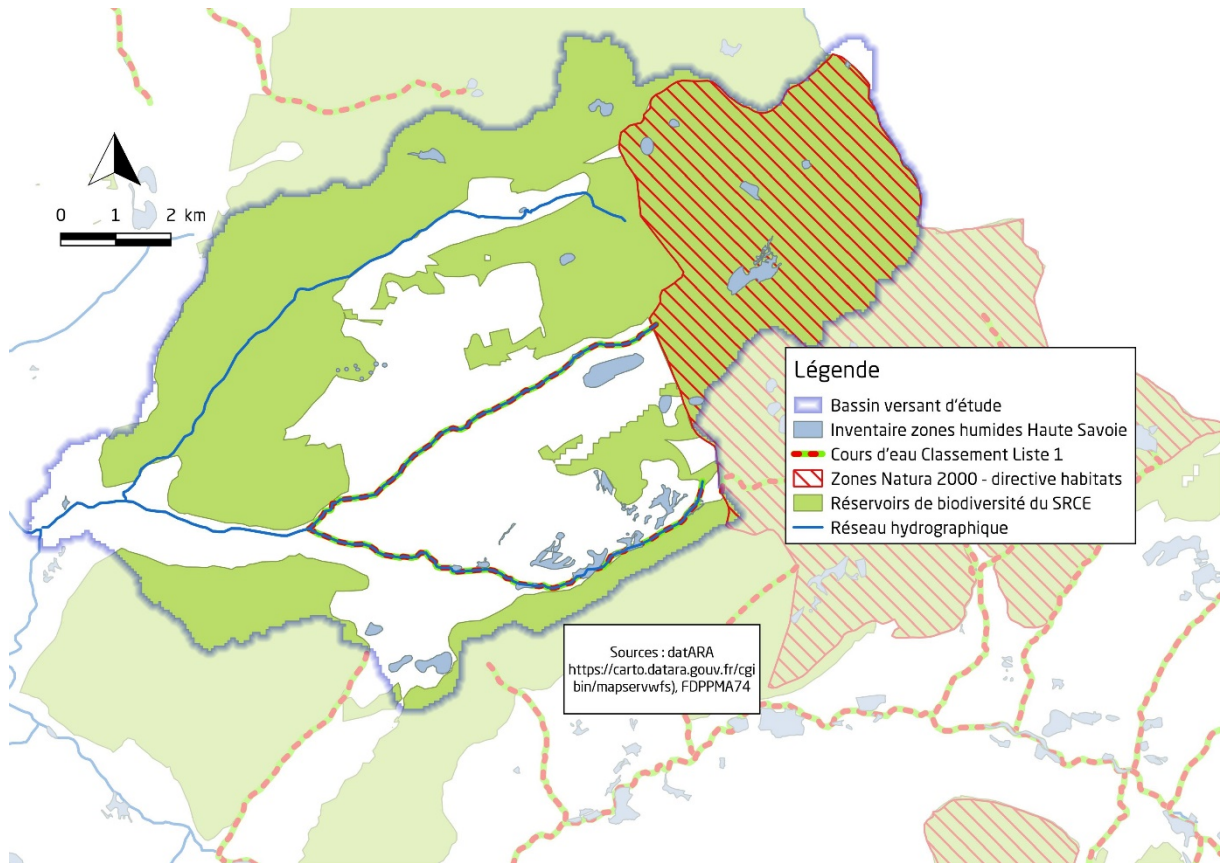 0 1 2 km
Légende
Bassin versant d'étude
Inventaire zones humides Haute Savoie
Cours d'eau Classement Liste 1
Zones Natura 2000 - directive habitats
Réservoirs de biodiversité du SRCE
Réseau hydrographique
Sources : datARA
https://carto.datara.gouv.fr/cgi
bin/mapservwfs), FDPPMA74